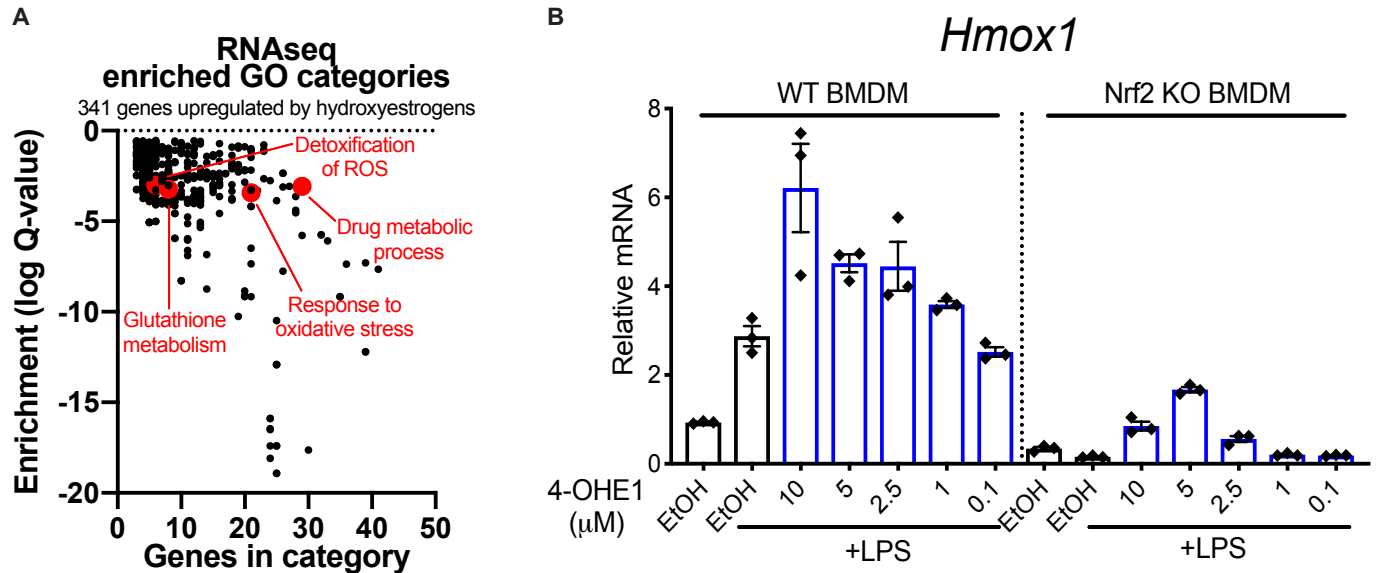 A
RNAseq
enriched GO categories
341 genes upregulated by hydroxyestrogens
Enrichment (log Q-value)
0
-5
-10
-15
-20
Detoxification
of ROS
Drug metabolic
process
Response to
oxidative stress
Glutathione
metabolism
0 10 20 30 40 50
Genes in category
B
Hmox1
WT BMDM
Nrf2 KO BMDM
Relative mRNA
8
6
4
2
0
4-OHE1
(μM)
EtOH EtOH 10 5 2.5 1 0.1 EtOH EtOH 10 5 2.5 1 0.1
+LPS
+LPS